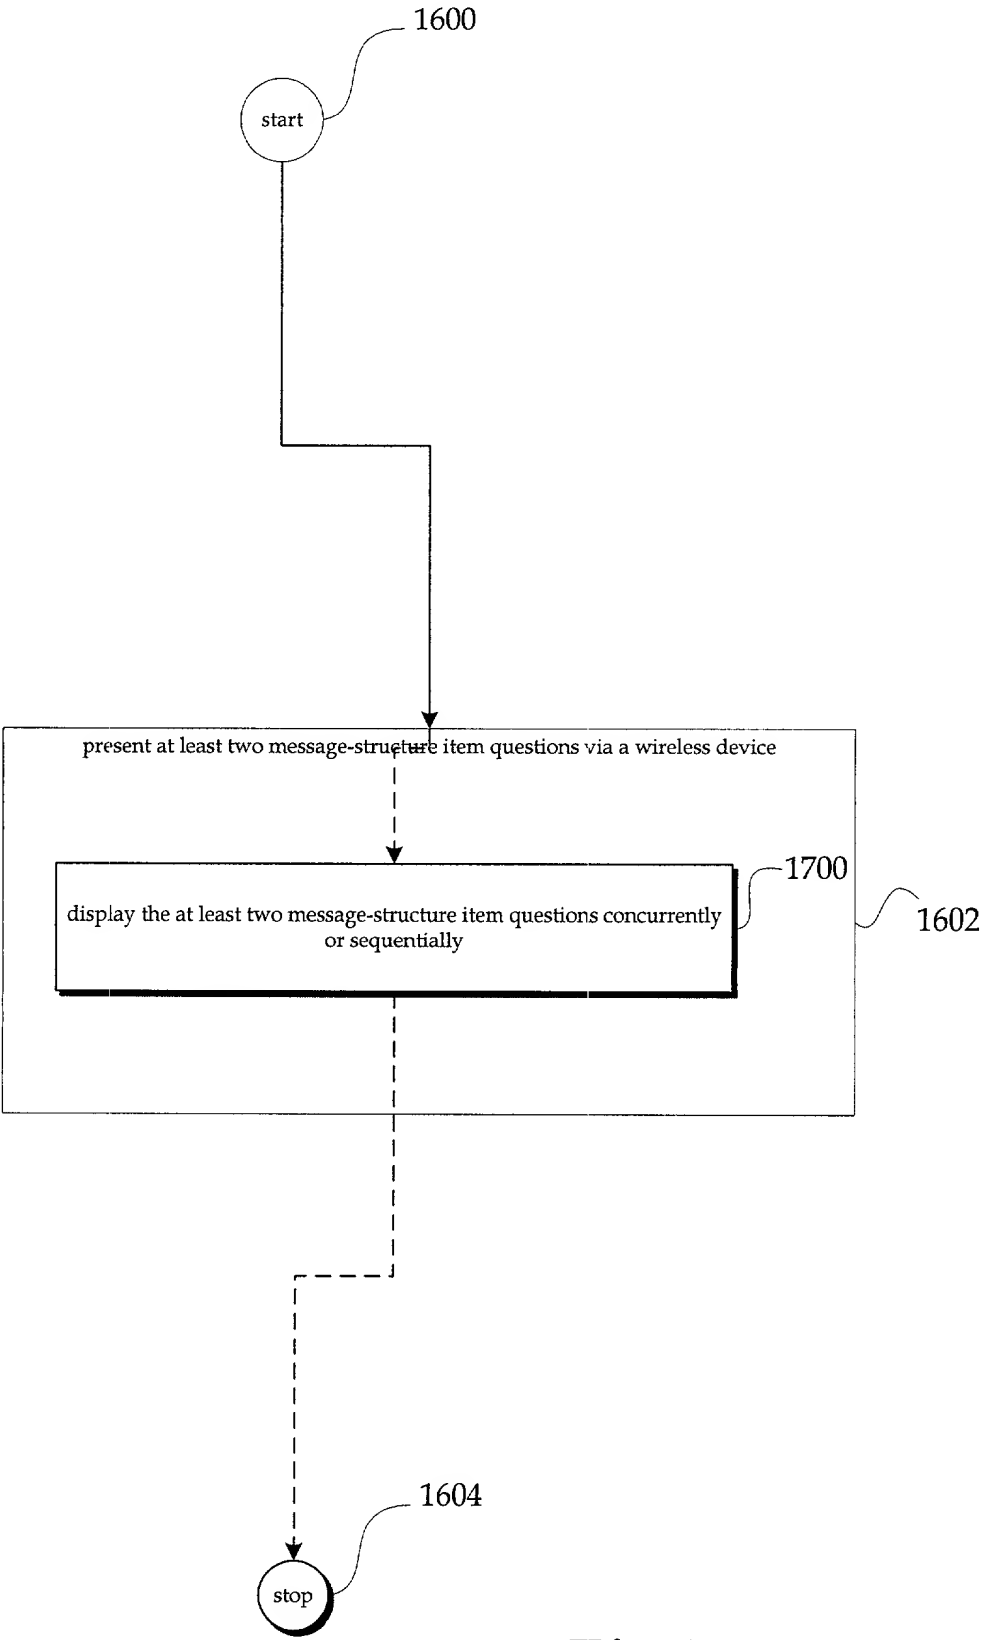 1600
start
present at least two message-structure item questions via a wireless device
1700
display the at least two message-structure item questions concurrently
or sequentially
1602
1604
stop